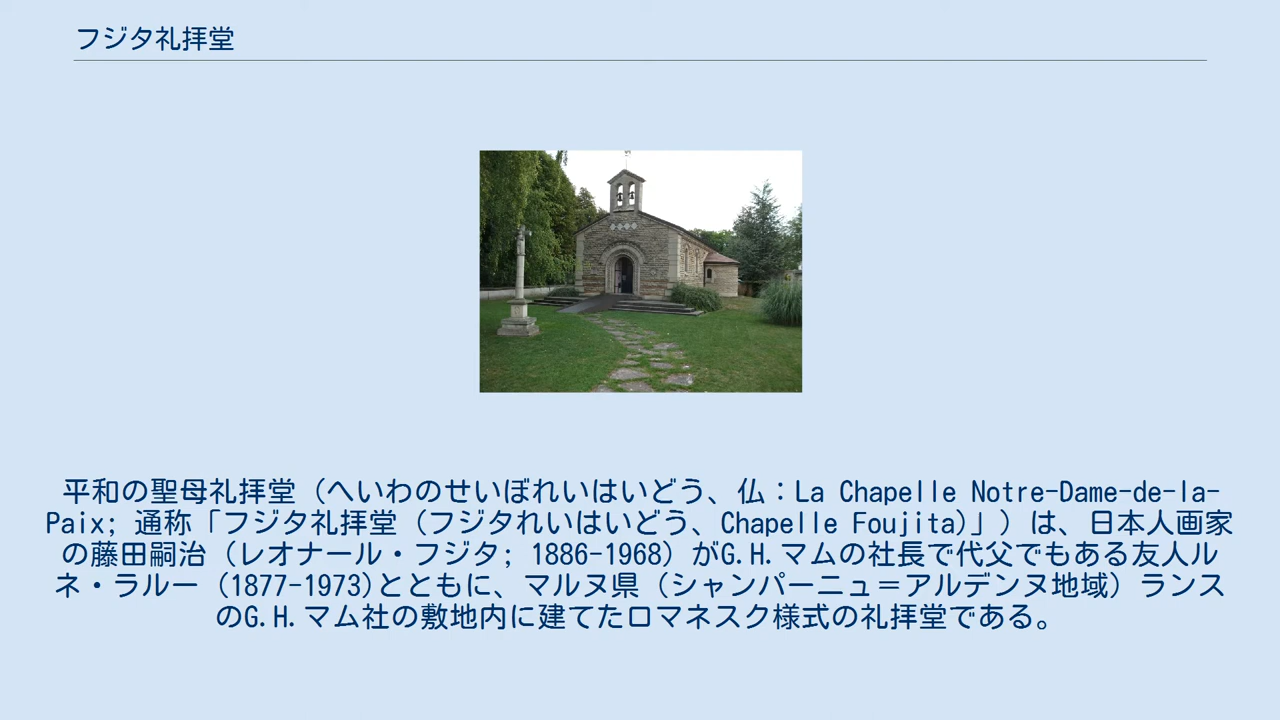 フジタ礼拝堂
平和の聖母礼拝堂（へいわのせいぼれいはいどう、仏：La Chapelle Notre-Dame-de-la-
Paix; 通称「フジタ礼拝堂（フジタれいはいどう、Chapelle Foujita)」）は、日本人画家
の藤田嗣治（レオナール・フジタ; 1886-1968）がG.H.マムの社長で代父でもある友人ル
ネ・ラルー（1877-1973)とともに、マルヌ県（シャンパーニュ＝アルデンヌ地域）ランス
のG.H.マム社の敷地内に建てたロマネスク様式の礼拝堂である。